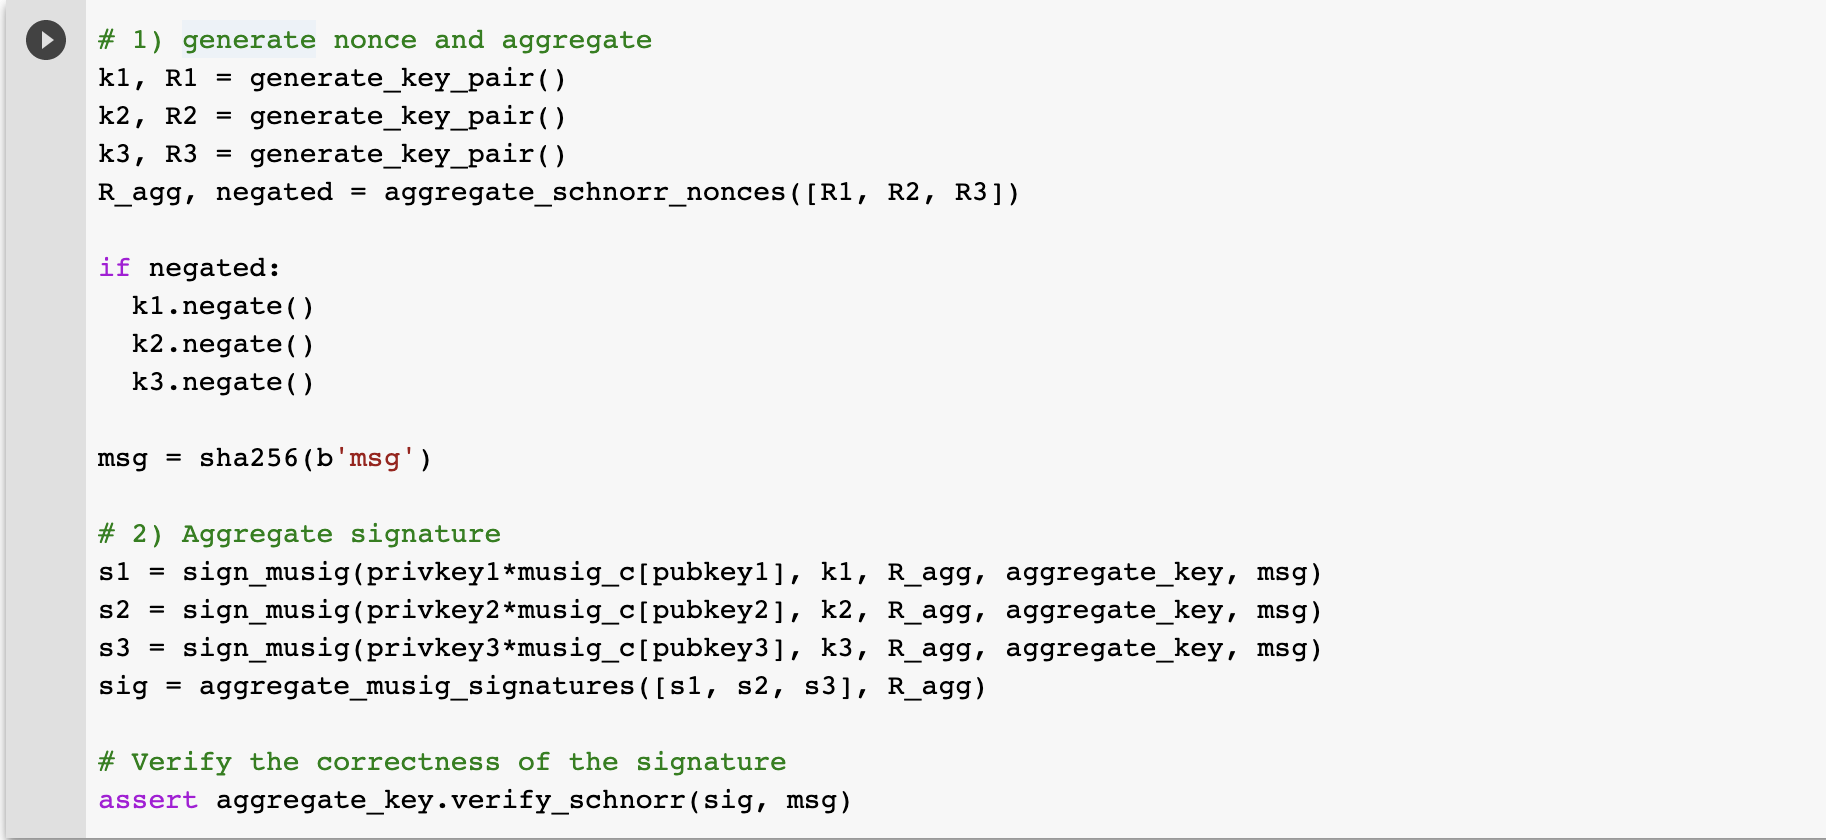 # 1) generate nonce and aggregate
k1, R1 = generate_key_pair()
k2, R2 = generate_key_pair()
k3, R3 = generate_key_pair()
R_agg, negated = aggregate_schnorr_nonces([R1, R2, R3])
if negated:
  k1.negate()
  k2.negate()
  k3.negate()
msg = sha256(b'msg')
# 2) Aggregate signature
s1 = sign_musig(privkey1*musig_c[pubkey1], k1, R_agg, aggregate_key, msg)
s2 = sign_musig(privkey2*musig_c[pubkey2], k2, R_agg, aggregate_key, msg)
s3 = sign_musig(privkey3*musig_c[pubkey3], k3, R_agg, aggregate_key, msg)
sig = aggregate_musig_signatures([s1, s2, s3], R_agg)
# Verify the correctness of the signature
assert aggregate_key.verify_schnorr(sig, msg)